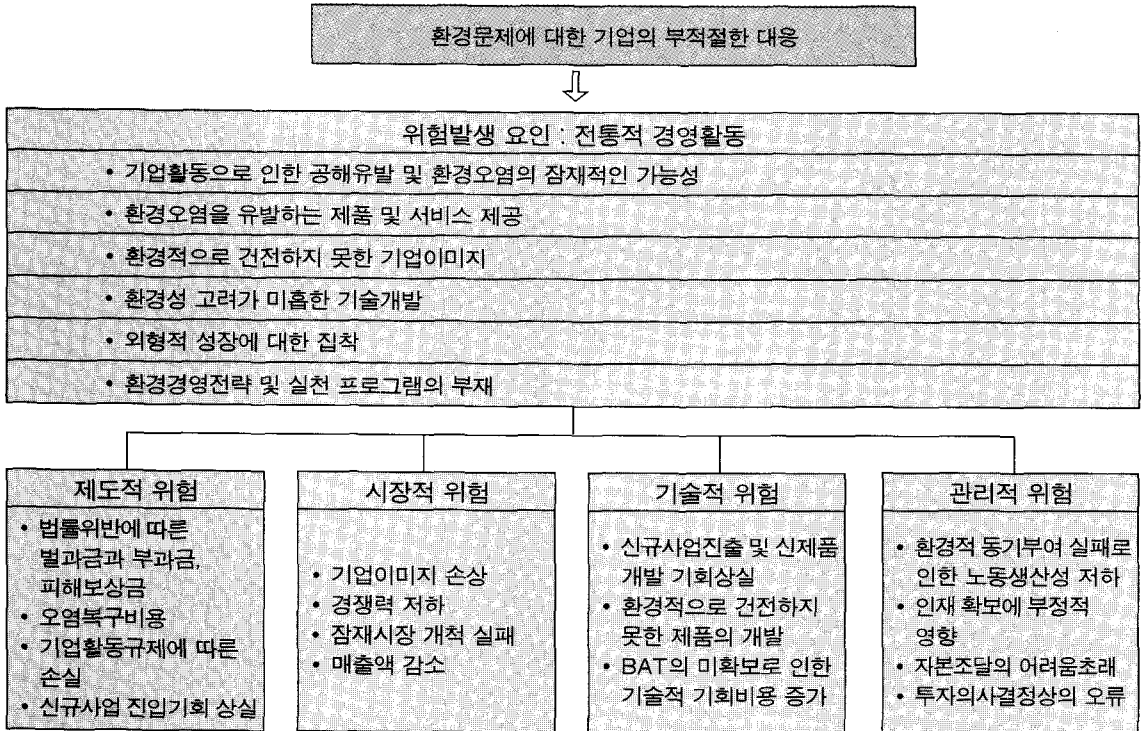 환경문제에 대한 기업의 부적절한 대응
위험발생 요인 : 전통적 경영활동
• 기업활동으로 인한 공해유발 및 환경오염의 잠재적인 가능성
• 환경오염을 유발하는 제품 및 서비스 제공
• 환경적으로 건전하지 못한 기업이미지
• 환경성 고려가 미흡한 기술개발
• 외형적 성장에 대한 집착
• 환경경영전략 및 실천 프로그램의 부재
제도적 위험
• 법률위반에 따른
벌과금과 부과금,
피해보상금
• 오염복구비용
• 기업활동규제에 따른
손실
• 신규사업 진입기회 상실
시장적 위험
• 기업이미지 손상
• 경쟁력 저하
• 잠재시장 개척 실패
• 매출액 감소
기술적 위험
• 신규사업진출 및 신제품
개발 기회상실
• 환경적으로 건전하지
못한 제품의 개발
• BAT의 미확보로 인한
기술적 기회비용 증가
관리적 위험
• 환경적 동기부여 실패로
인한 노동생산성 저하
• 인재 확보에 부정적
영향
• 자본조달의 어려움초래
• 투자의사결정상의 오류